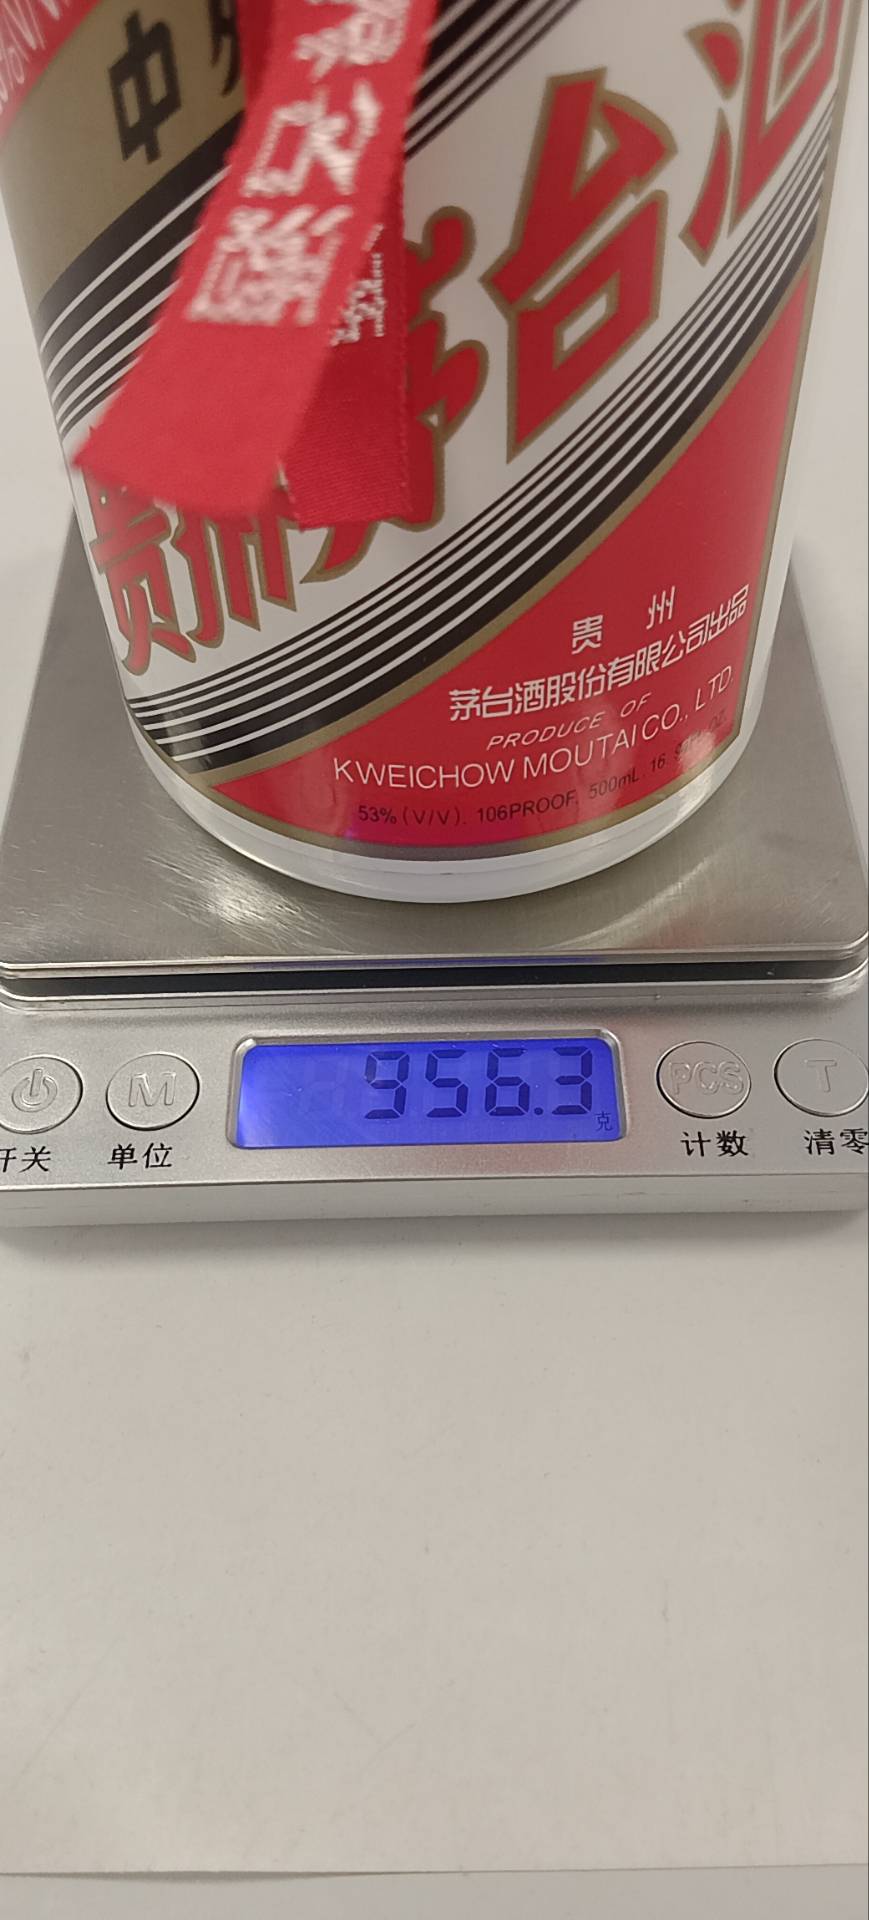 中
贵州茅台酒
贵 州
茅台酒股份有限公司出品
PRODUCE OF
KWEICHOW MOUTAI CO., LTD.
53% (V/V). 106PROOF. 500mL. 16.
956.3
克
M
PCS
T
开关
单位
计数
清零